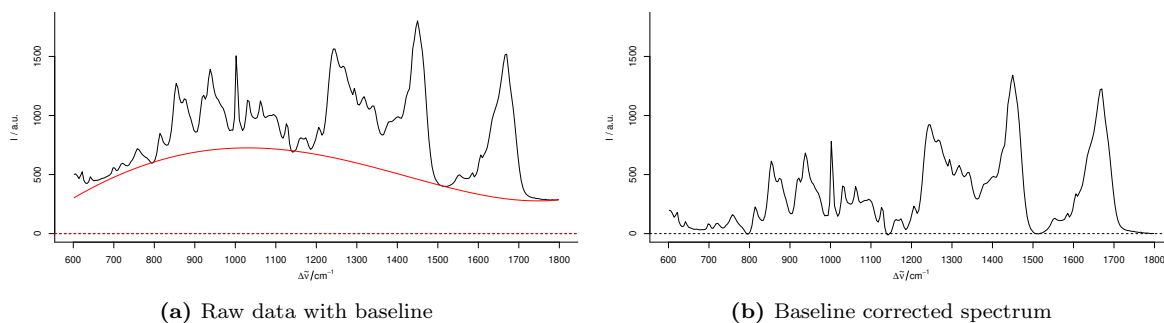 I / a.u.
1500
1000
500
0
600 700 800 900 1000 1100 1200 1300 1400 1500 1600 1700 1800
Δν̃/cm⁻¹
(a) Raw data with baseline
I / a.u.
1500
1000
500
0
600 700 800 900 1000 1100 1200 1300 1400 1500 1600 1700 1800
Δν̃/cm⁻¹
(b) Baseline corrected spectrum